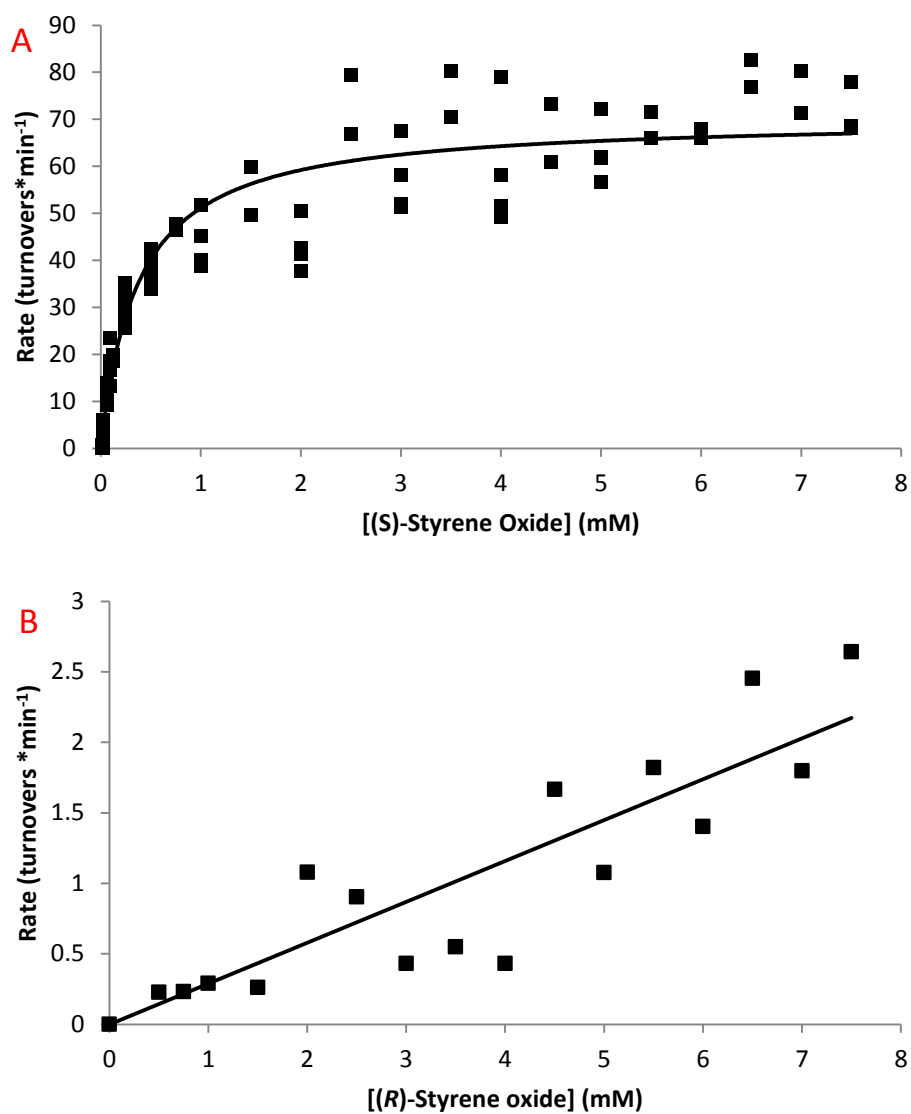 A
90
80
70
60
50
40
30
20
10
0
Rate (turnovers*min-1)
0 1 2 3 4 5 6 7 8
[(S)-Styrene Oxide] (mM)
B
3
2.5
2
1.5
1
0.5
0
Rate (turnovers *min-1)
0 1 2 3 4 5 6 7 8
[(R)-Styrene oxide] (mM)